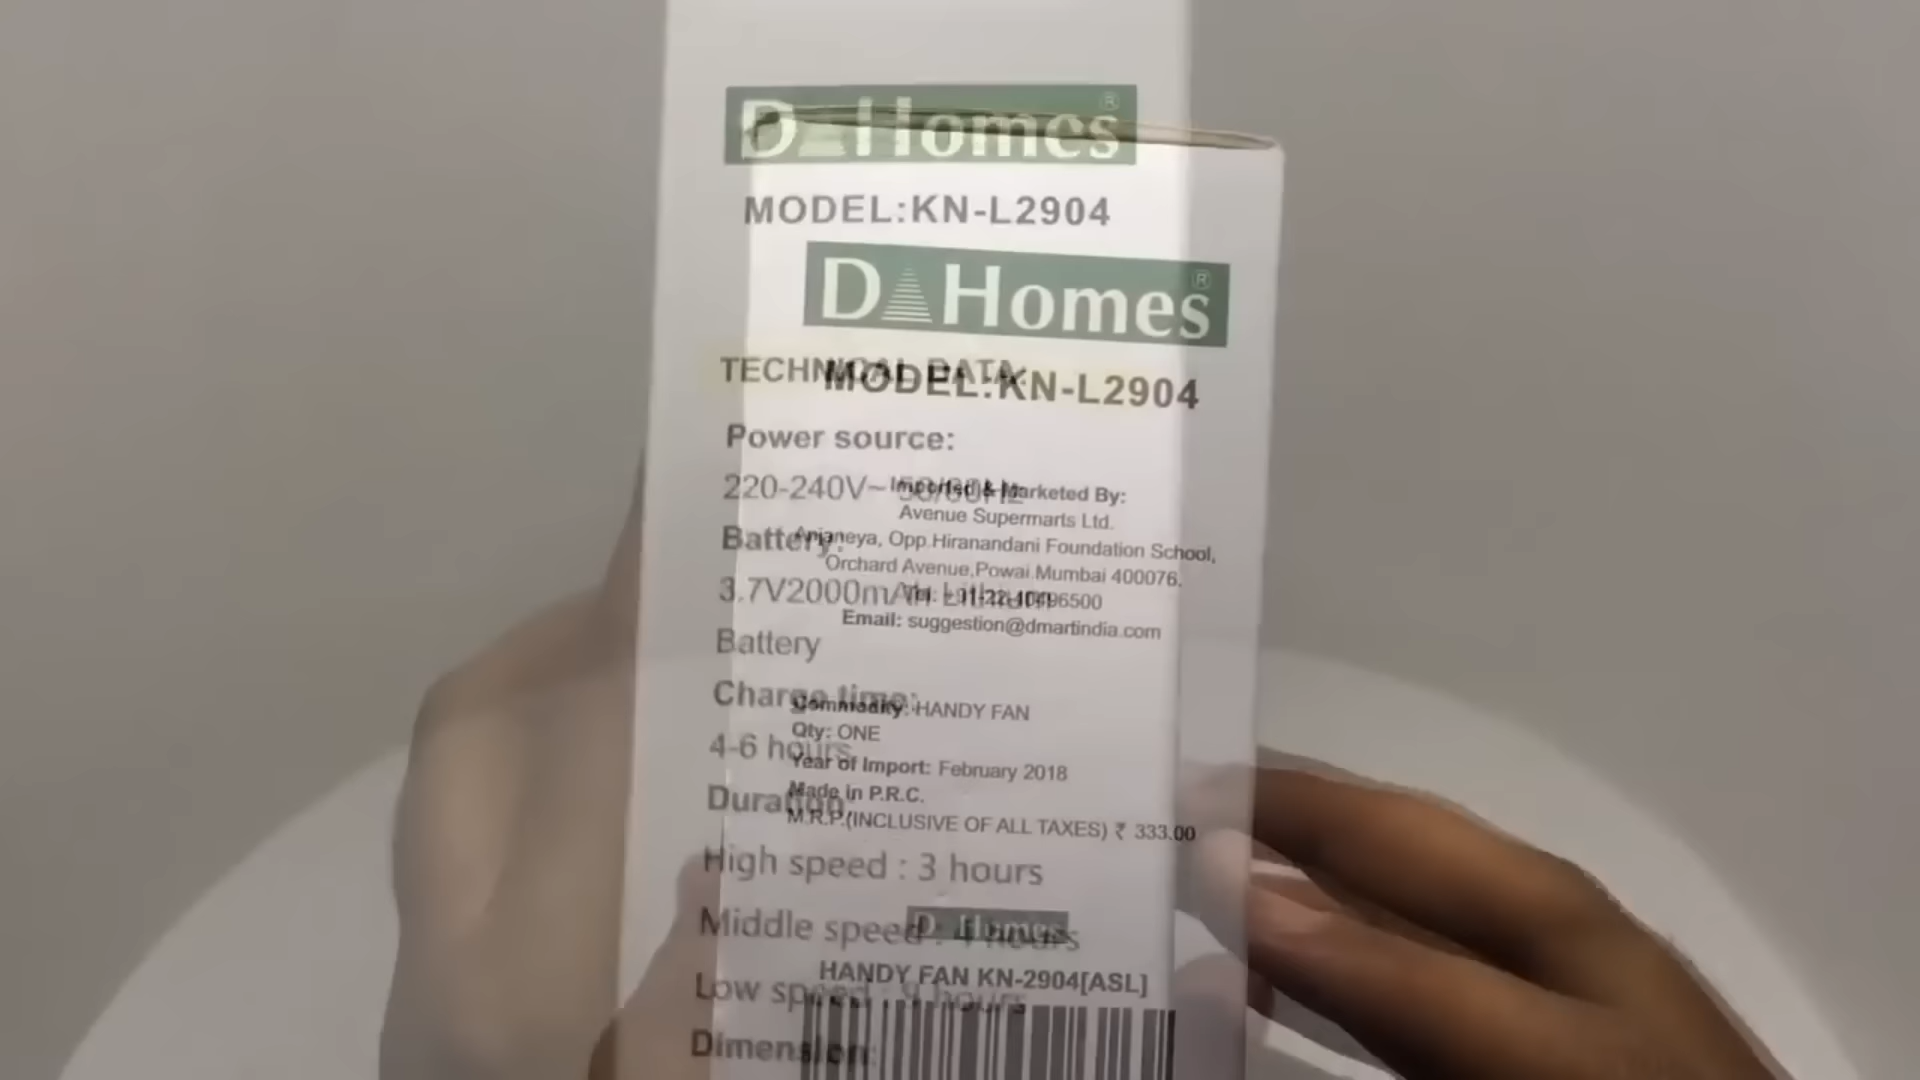 D Homes®
MODEL:KN-L2904
D Homes®
TECHNICAL DATA:
MODEL:KN-L2904
Power source:
220-240V~ 50/60Hz
Imported & Marketed By:
Avenue Supermarts Ltd.
Battery:
Anjaneya, Opp.Hiranandani Foundation School,
Orchard Avenue,Powai.Mumbai 400076.
3.7V2000mAh Lithium
Tel: +91-22-40496500
Email: suggestion@dmartindia.com
Battery
Charge time:
Commodity: HANDY FAN
Qty: ONE
4-6 hours
Year of Import: February 2018
Made in P.R.C.
Duration:
M.R.P.(INCLUSIVE OF ALL TAXES) ₹ 333.00
High speed : 3 hours
D Homes
Middle speed : 4 hours
HANDY FAN KN-2904[ASL]
Low speed : 9 hours
Dimension: